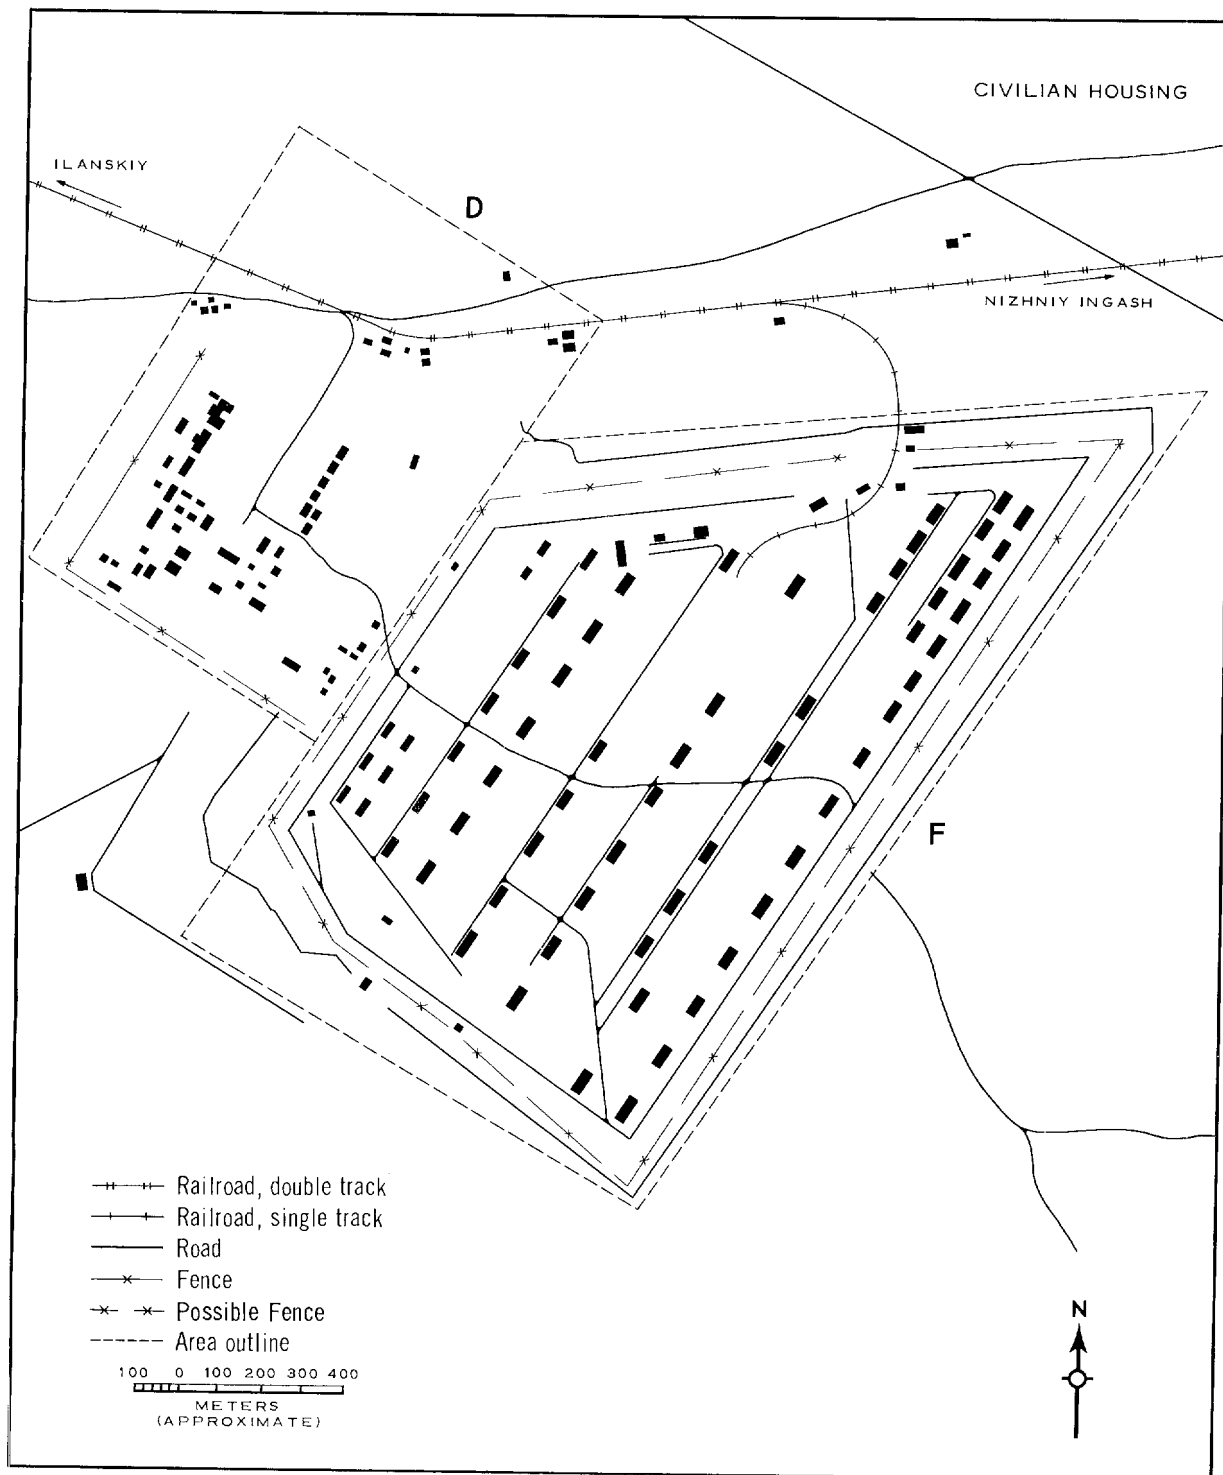 CIVILIAN HOUSING
ILANSKIY
D
NIZHNIY INGASH
F
Railroad, double track
Railroad, single track
Road
Fence
Possible Fence
Area outline
100 0 100 200 300 400
METERS
(APPROXIMATE)
N